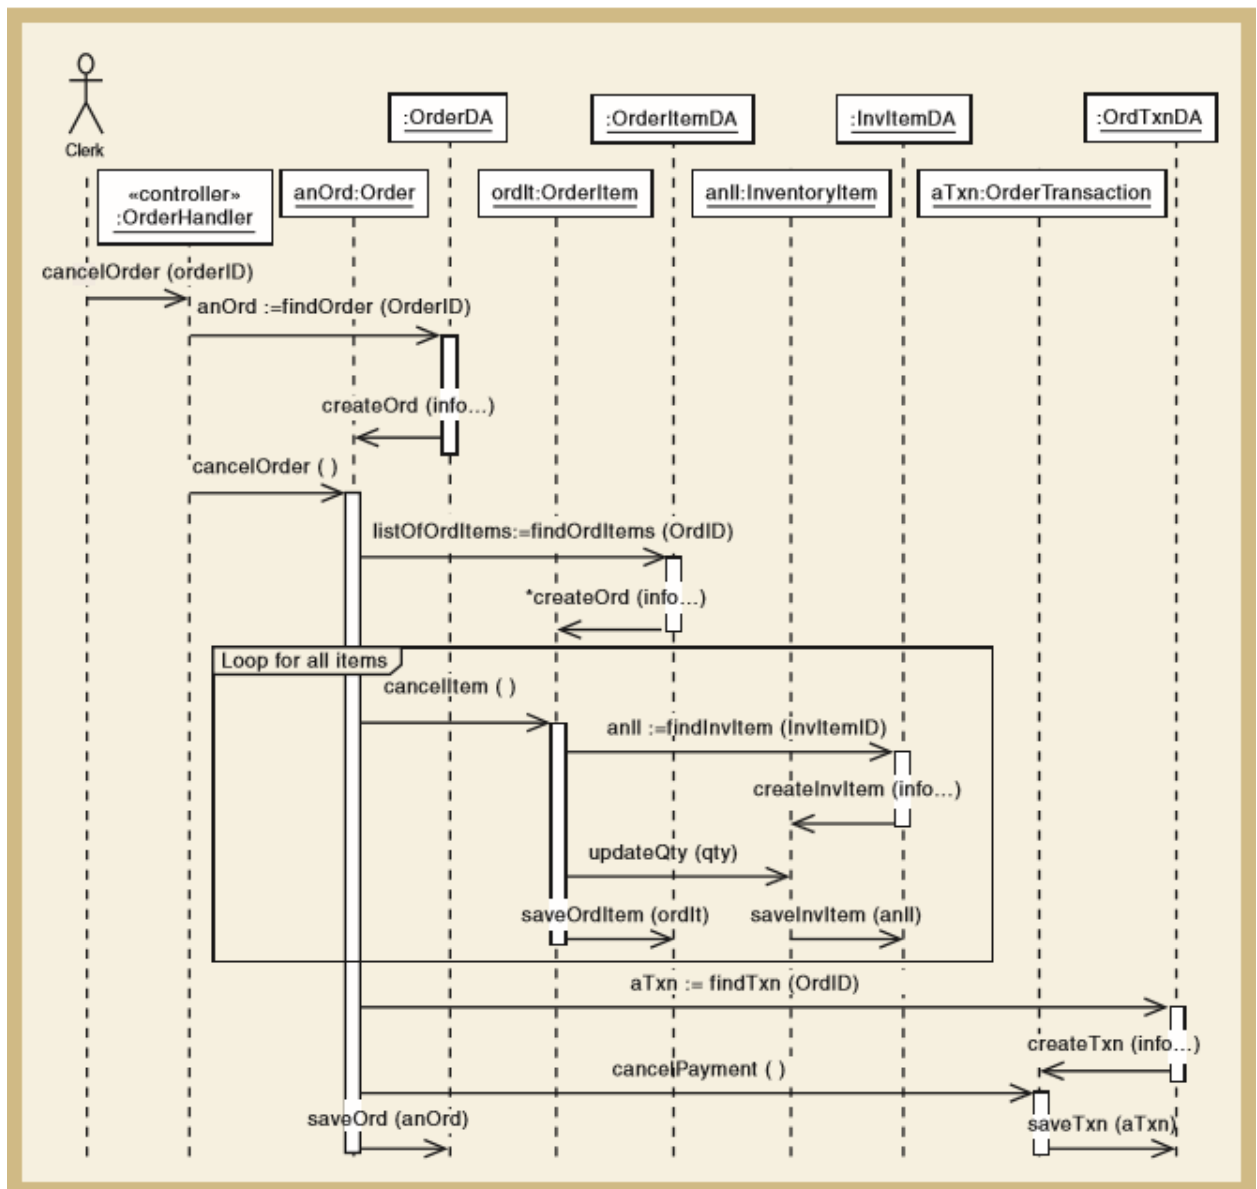 Clerk
:OrderDA
:OrderItemDA
:InvItemDA
:OrdTxnDA
«controller»
:OrderHandler
anOrd:Order
ordIt:OrderItem
anII:InventoryItem
aTxn:OrderTransaction
cancelOrder (orderID)
anOrd :=findOrder (OrderID)
createOrd (info...)
cancelOrder ( )
listOfOrdItems:=findOrdItems (OrdID)
*createOrd (info...)
Loop for all items
cancelItem ( )
anII :=findInvItem (InvItemID)
createInvItem (info...)
updateQty (qty)
saveOrdItem (ordIt)
saveInvItem (anII)
aTxn := findTxn (OrdID)
createTxn (info...)
cancelPayment ( )
saveOrd (anOrd)
saveTxn (aTxn)